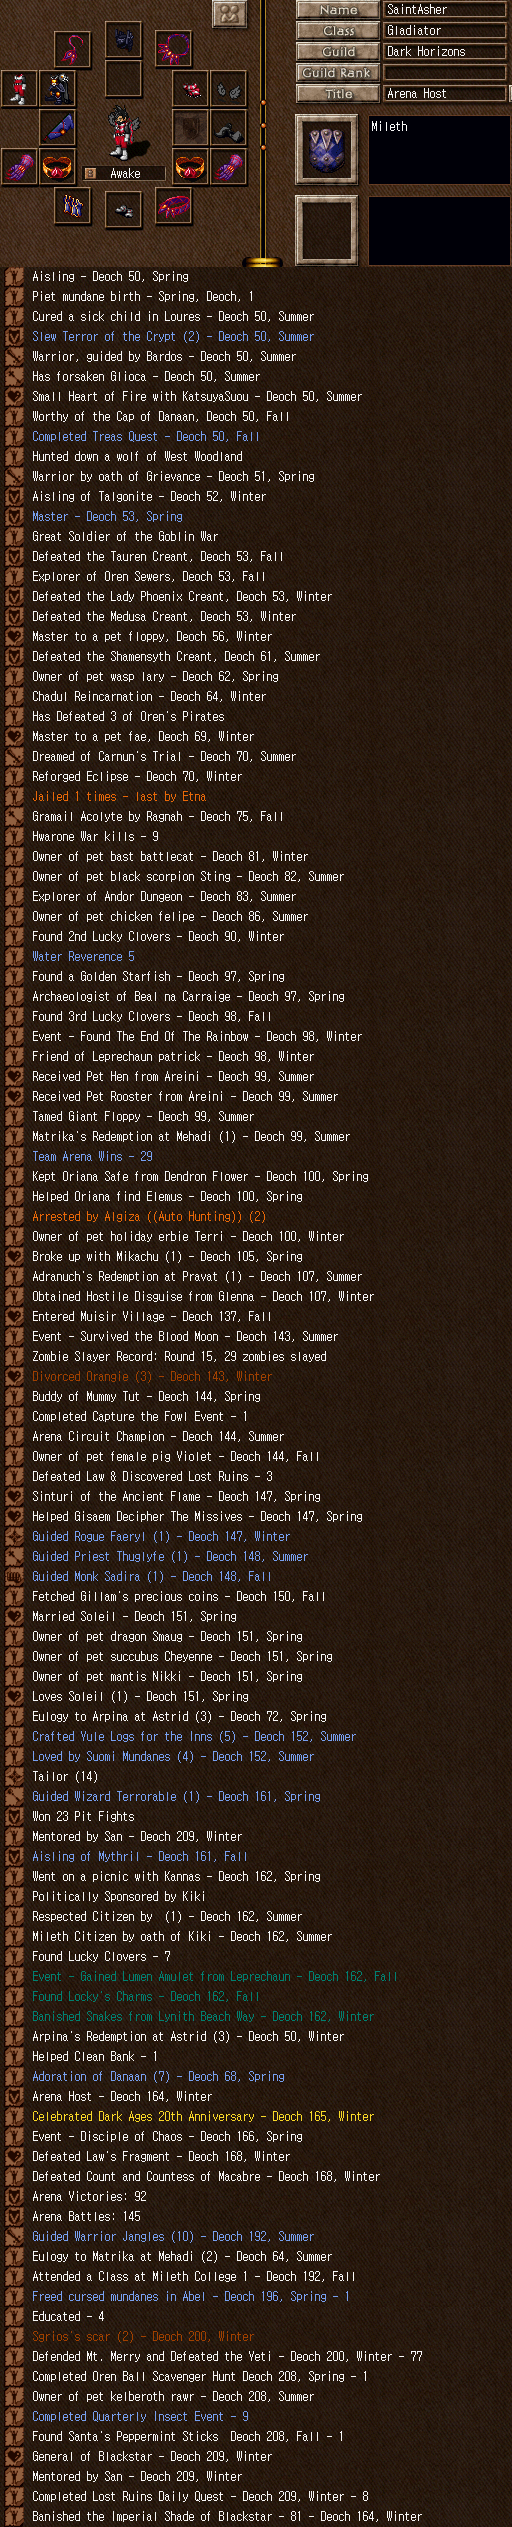 Name SaintAsher
Class Gladiator
Guild Dark Horizons
Guild Rank
Title Arena Host
Mileth
Awake
Aisling - Deoch 50, Spring
Piet mundane birth - Spring, Deoch, 1
Cured a sick child in Loures - Deoch 50, Summer
Slew Terror of the Crypt (2) - Deoch 50, Summer
Warrior, guided by Bardos - Deoch 50, Summer
Has forsaken Glioca - Deoch 50, Summer
Small Heart of Fire with KatsuyaSuou - Deoch 50, Summer
Worthy of the Cap of Danaan, Deoch 50, Fall
Completed Treas Quest - Deoch 50, Fall
Hunted down a wolf of West Woodland
Warrior by oath of Grievance - Deoch 51, Spring
Aisling of Talgonite - Deoch 52, Winter
Master - Deoch 53, Spring
Great Soldier of the Goblin War
Defeated the Tauren Creant, Deoch 53, Fall
Explorer of Oren Sewers, Deoch 53, Fall
Defeated the Lady Phoenix Creant, Deoch 53, Winter
Defeated the Medusa Creant, Deoch 53, Winter
Master to a pet floppy, Deoch 56, Winter
Defeated the Shamensyth Creant, Deoch 61, Summer
Owner of pet wasp lary - Deoch 62, Spring
Chadul Reincarnation - Deoch 64, Winter
Has Defeated 3 of Oren's Pirates
Master to a pet fae, Deoch 69, Winter
Dreamed of Carnun's Trial - Deoch 70, Summer
Reforged Eclipse - Deoch 70, Winter
Jailed 1 times - last by Etna
Gramail Acolyte by Ragnah - Deoch 75, Fall
Hwarone War kills - 9
Owner of pet bast battlecat - Deoch 81, Winter
Owner of pet black scorpion Sting - Deoch 82, Summer
Explorer of Andor Dungeon - Deoch 83, Summer
Owner of pet chicken felipe - Deoch 86, Summer
Found 2nd Lucky Clovers - Deoch 90, Winter
Water Reverence 5
Found a Golden Starfish - Deoch 97, Spring
Archaeologist of Beal na Carraige - Deoch 97, Spring
Found 3rd Lucky Clovers - Deoch 98, Fall
Event - Found The End Of The Rainbow - Deoch 98, Winter
Friend of Leprechaun patrick - Deoch 98, Winter
Received Pet Hen from Areini - Deoch 99, Summer
Received Pet Rooster from Areini - Deoch 99, Summer
Tamed Giant Floppy - Deoch 99, Summer
Matrika's Redemption at Mehadi (1) - Deoch 99, Summer
Team Arena Wins - 29
Kept Oriana Safe from Dendron Flower - Deoch 100, Spring
Helped Oriana find Elemus - Deoch 100, Spring
Arrested by Algiza ((Auto Hunting)) (2)
Owner of pet holiday erbie Terri - Deoch 100, Winter
Broke up with Mikachu (1) - Deoch 105, Spring
Adranuch's Redemption at Pravat (1) - Deoch 107, Summer
Obtained Hostile Disguise from Glenna - Deoch 107, Winter
Entered Muisir Village - Deoch 137, Fall
Event - Survived the Blood Moon - Deoch 143, Summer
Zombie Slayer Record: Round 15, 29 zombies slayed
Divorced Orangie (3) - Deoch 143, Winter
Buddy of Mummy Tut - Deoch 144, Spring
Completed Capture the Fowl Event - 1
Arena Circuit Champion - Deoch 144, Summer
Owner of pet female pig Violet - Deoch 144, Fall
Defeated Law & Discovered Lost Ruins - 3
Sinturi of the Ancient Flame - Deoch 147, Spring
Helped Gisaem Decipher The Missives - Deoch 147, Spring
Guided Rogue Faeryl (1) - Deoch 147, Winter
Guided Priest Thuglyfe (1) - Deoch 148, Summer
Guided Monk Sadira (1) - Deoch 148, Fall
Fetched Gillam's precious coins - Deoch 150, Fall
Married Soleil - Deoch 151, Spring
Owner of pet dragon Smaug - Deoch 151, Spring
Owner of pet succubus Cheyenne - Deoch 151, Spring
Owner of pet mantis Nikki - Deoch 151, Spring
Loves Soleil (1) - Deoch 151, Spring
Eulogy to Arpina at Astrid (3) - Deoch 72, Spring
Crafted Yule Logs for the Inns (5) - Deoch 152, Summer
Loved by Suomi Mundanes (4) - Deoch 152, Summer
Tailor (14)
Guided Wizard Terrorable (1) - Deoch 161, Spring
Won 23 Pit Fights
Mentored by San - Deoch 209, Winter
Aisling of Mythril - Deoch 161, Fall
Went on a picnic with Kannas - Deoch 162, Spring
Politically Sponsored by Kiki
Respected Citizen by  (1) - Deoch 162, Summer
Mileth Citizen by oath of Kiki - Deoch 162, Summer
Found Lucky Clovers - 7
Event - Gained Lumen Amulet from Leprechaun - Deoch 162, Fall
Found Locky's Charms - Deoch 162, Fall
Banished Snakes from Lynith Beach Way - Deoch 162, Winter
Arpina's Redemption at Astrid (3) - Deoch 50, Winter
Helped Clean Bank - 1
Adoration of Danaan (7) - Deoch 68, Spring
Arena Host - Deoch 164, Winter
Celebrated Dark Ages 20th Anniversary - Deoch 165, Winter
Event - Disciple of Chaos - Deoch 166, Spring
Defeated Law's Fragment - Deoch 168, Winter
Defeated Count and Countess of Macabre - Deoch 168, Winter
Arena Victories: 92
Arena Battles: 145
Guided Warrior Jangles (10) - Deoch 192, Summer
Eulogy to Matrika at Mehadi (2) - Deoch 64, Summer
Attended a Class at Mileth College 1 - Deoch 192, Fall
Freed cursed mundanes in Abel - Deoch 196, Spring - 1
Educated - 4
Sgrios's scar (2) - Deoch 200, Winter
Defended Mt. Merry and Defeated the Yeti - Deoch 200, Winter - 77
Completed Oren Ball Scavenger Hunt Deoch 208, Spring - 1
Owner of pet kelberoth rawr - Deoch 208, Summer
Completed Quarterly Insect Event - 9
Found Santa's Peppermint Sticks  Deoch 208, Fall - 1
General of Blackstar - Deoch 209, Winter
Mentored by San - Deoch 209, Winter
Completed Lost Ruins Daily Quest - Deoch 209, Winter - 8
Banished the Imperial Shade of Blackstar - 81 - Deoch 164, Winter